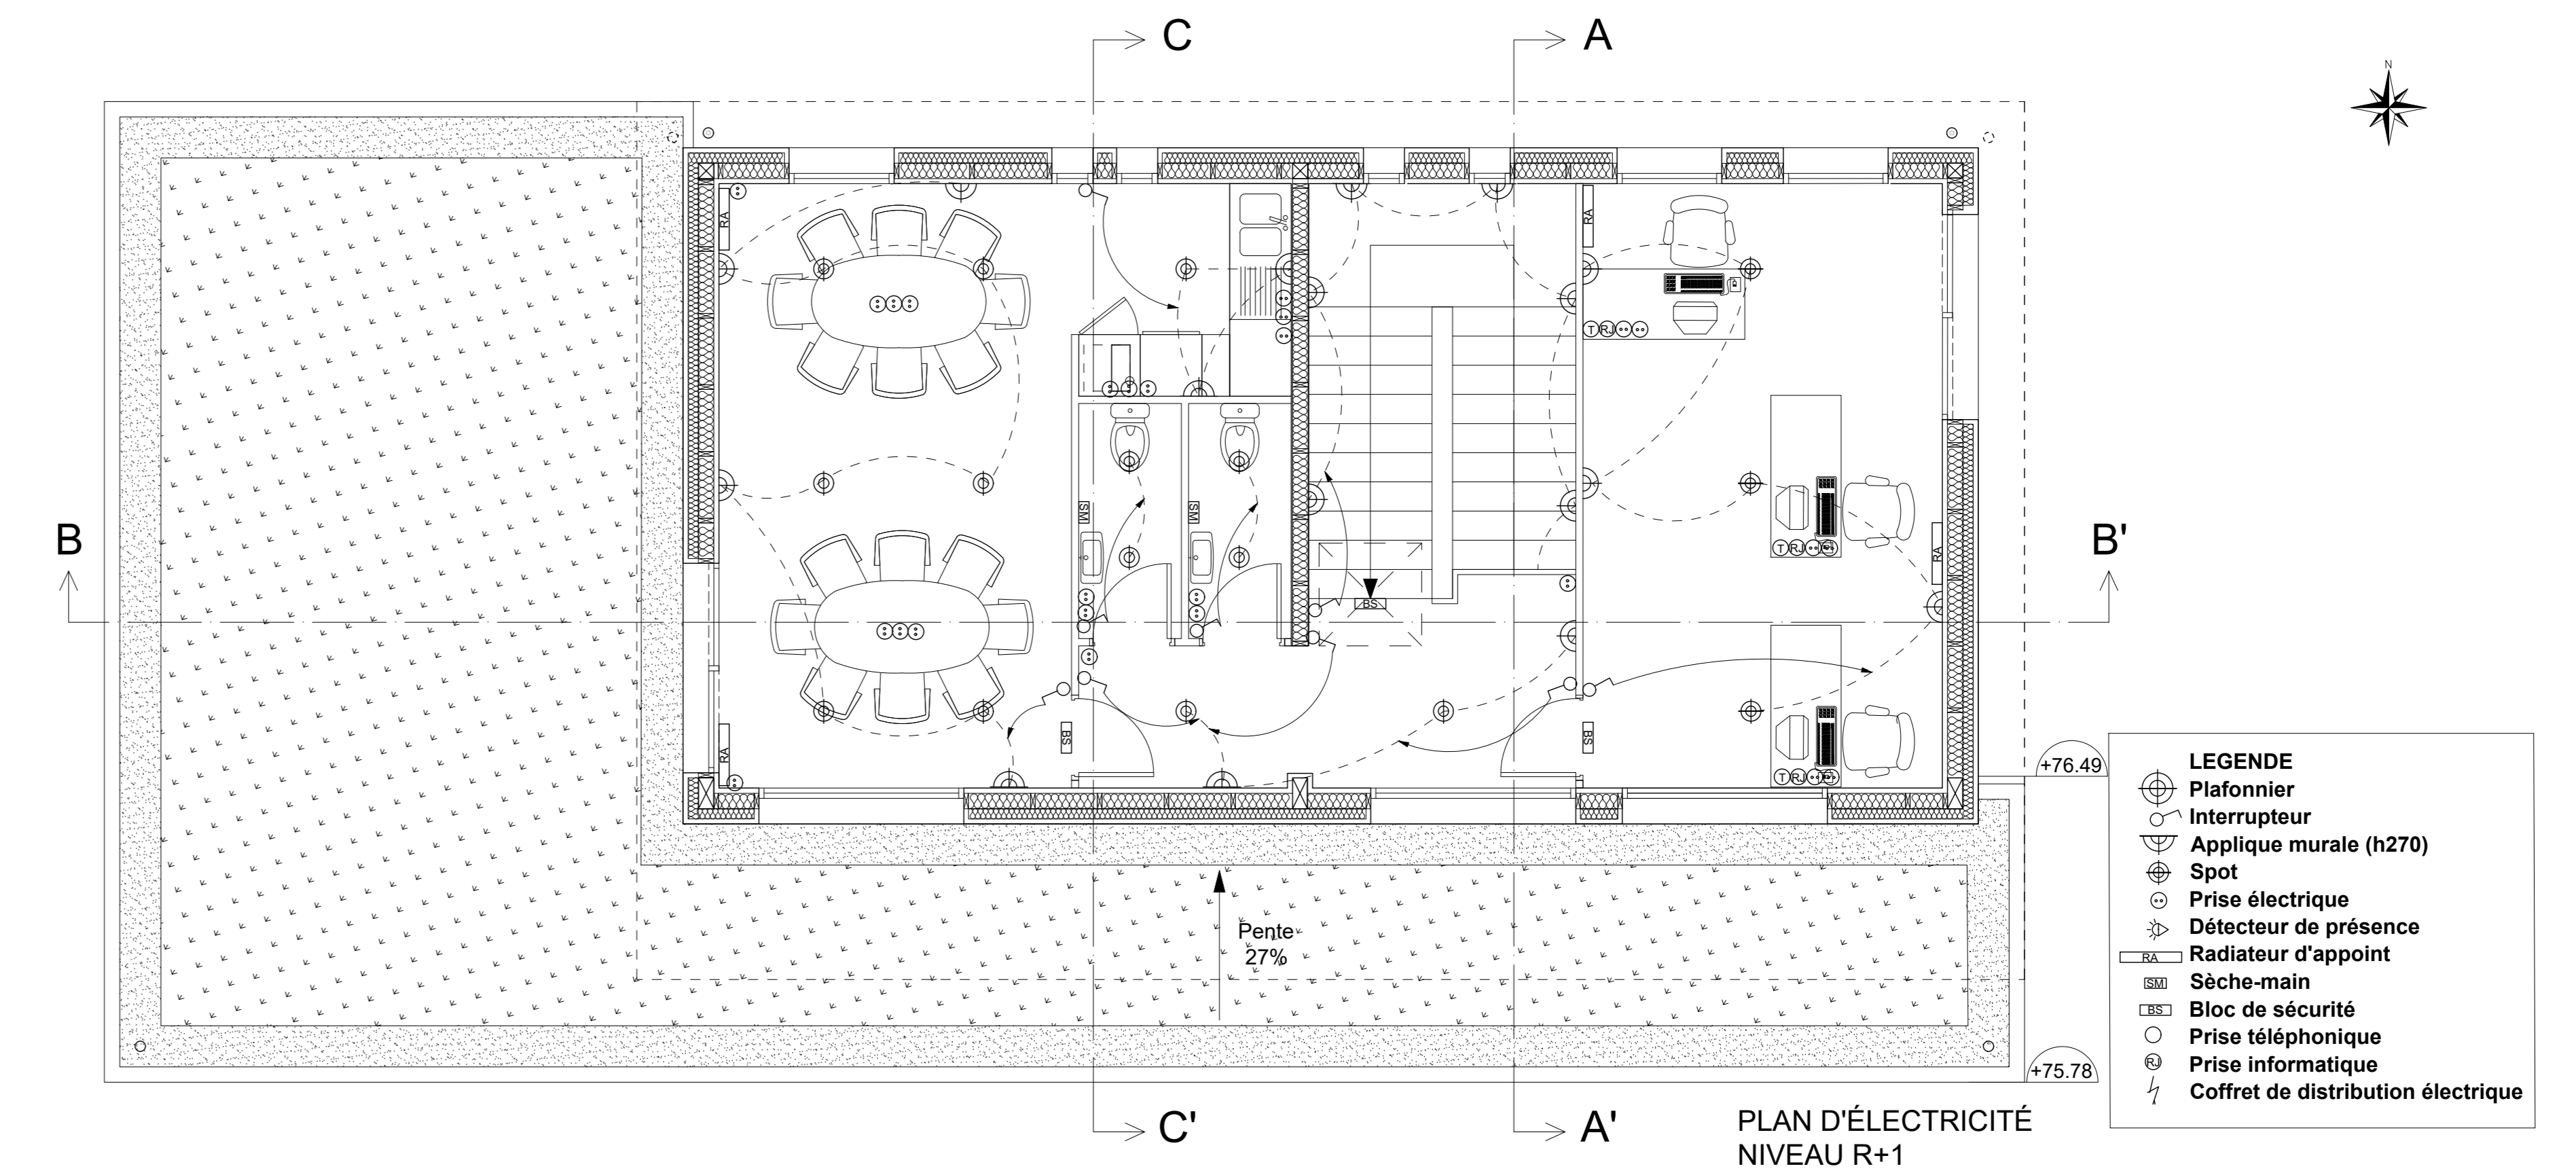 C
A
N
RA
RA
T RJ
SM
SM
B
B'
T RJ
RA
BS
BS
BS
RA
T RJ
+76.49
LEGENDE
Plafonnier
Interrupteur
Applique murale (h270)
Spot
Prise électrique
Détecteur de présence
RA Radiateur d'appoint
SM Sèche-main
BS Bloc de sécurité
Prise téléphonique
RJ Prise informatique
Coffret de distribution électrique
Pente
27%
+75.78
C'
A'
PLAN D'ÉLECTRICITÉ
NIVEAU R+1